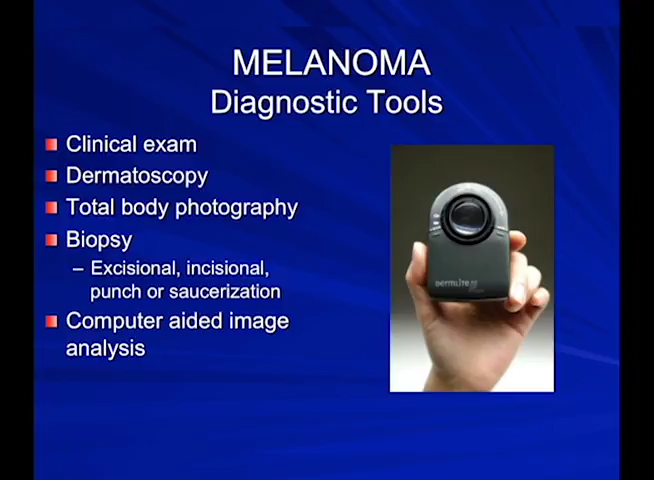 MELANOMA
Diagnostic Tools
Clinical exam
Dermatoscopy
Total body photography
Biopsy
– Excisional, incisional,
punch or saucerization
Computer aided image
analysis
DERMLITE